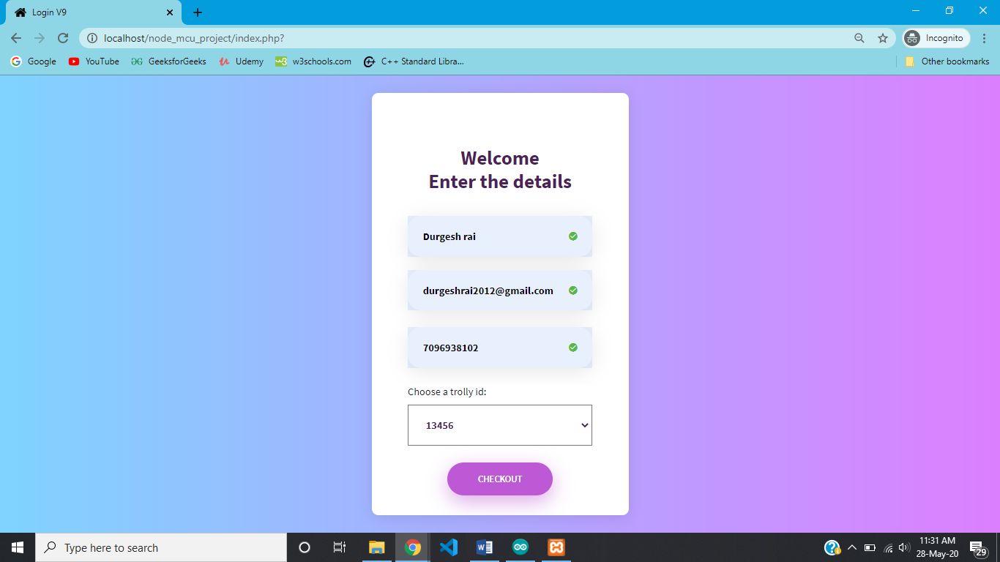 Login V9
localhost/node_mcu_project/index.php?
Incognito
Google YouTube GeeksforGeeks Udemy w3schools.com C++ Standard Libra... Other bookmarks
Welcome
Enter the details
Durgesh rai
durgeshrai2012@gmail.com
7096938102
Choose a trolly id:
13456
CHECKOUT
Type here to search
11:31 AM
28-May-20
29